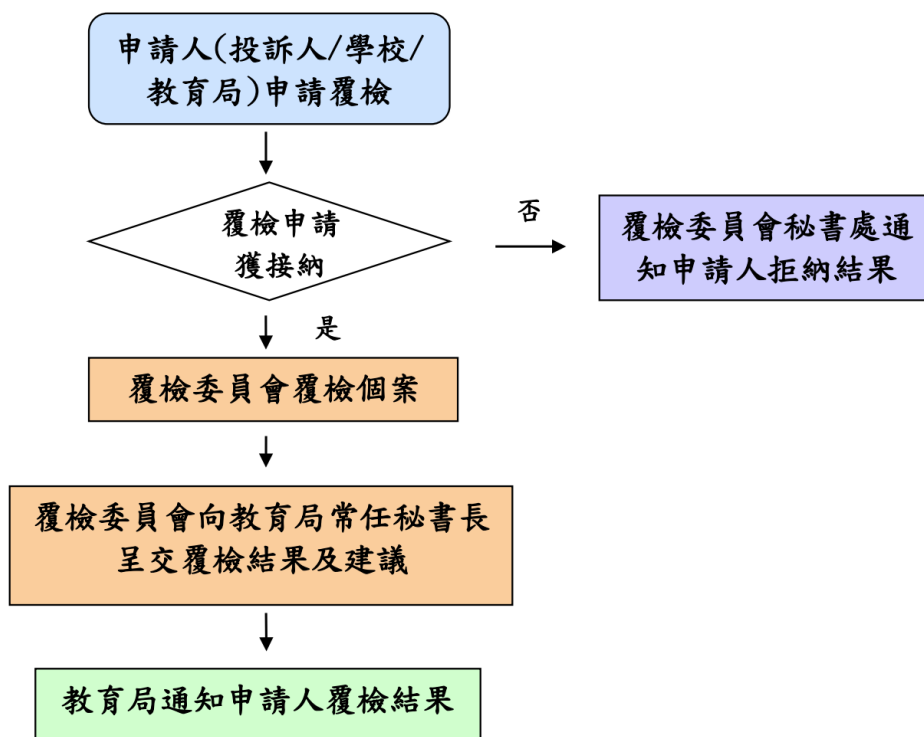 申請人(投訴人/學校/
教育局)申請覆檢
覆檢申請
獲接納
否
覆檢委員會秘書處通
知申請人拒納結果
是
覆檢委員會覆檢個案
覆檢委員會向教育局常任秘書長
呈交覆檢結果及建議
教育局通知申請人覆檢結果